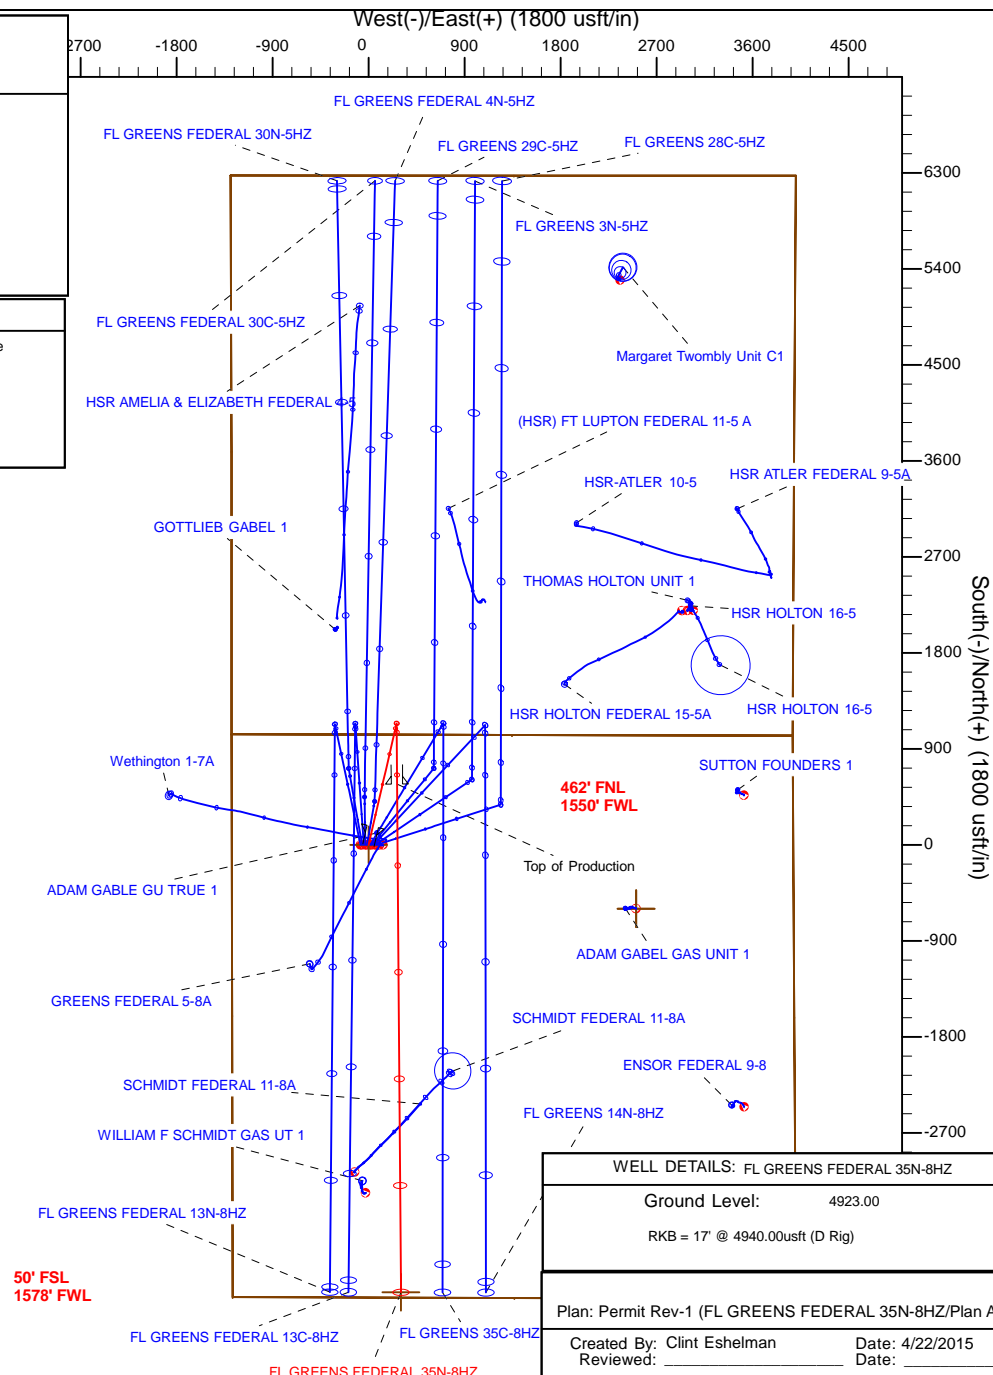 West(-)/East(+) (1800 usft/in)
2700 -1800 -900 0 900 1800 2700 3600 4500
FL GREENS FEDERAL 4N-5HZ
FL GREENS FEDERAL 30N-5HZ
FL GREENS 29C-5HZ
FL GREENS 28C-5HZ
6300
FL GREENS 3N-5HZ
5400
FL GREENS FEDERAL 30C-5HZ
e
Margaret Twombly Unit C1
4500
HSR AMELIA & ELIZABETH FEDERAL 4-5
(HSR) FT LUPTON FEDERAL 11-5 A
3600
HSR-ATLER 10-5
HSR ATLER FEDERAL 9-5A
GOTTLIEB GABEL 1
2700
THOMAS HOLTON UNIT 1
HSR HOLTON 16-5
South(-)/North(+) (1800 usft/in)
1800
HSR HOLTON FEDERAL 15-5A
HSR HOLTON 16-5
900
Wethington 1-7A
SUTTON FOUNDERS 1
462' FNL
1550' FWL
0
Top of Production
ADAM GABLE GU TRUE 1
-900
ADAM GABEL GAS UNIT 1
GREENS FEDERAL 5-8A
SCHMIDT FEDERAL 11-8A
-1800
ENSOR FEDERAL 9-8
SCHMIDT FEDERAL 11-8A
FL GREENS 14N-8HZ
WILLIAM F SCHMIDT GAS UT 1
-2700
WELL DETAILS: FL GREENS FEDERAL 35N-8HZ
Ground Level: 4923.00
FL GREENS FEDERAL 13N-8HZ
RKB = 17' @ 4940.00usft (D Rig)
50' FSL
1578' FWL
Plan: Permit Rev-1 (FL GREENS FEDERAL 35N-8HZ/Plan A
FL GREENS FEDERAL 13C-8HZ
FL GREENS 35C-8HZ
Created By: Clint Eshelman Date: 4/22/2015
Reviewed: ____________________ Date: __________
FL GREENS FEDERAL 35N-8HZ